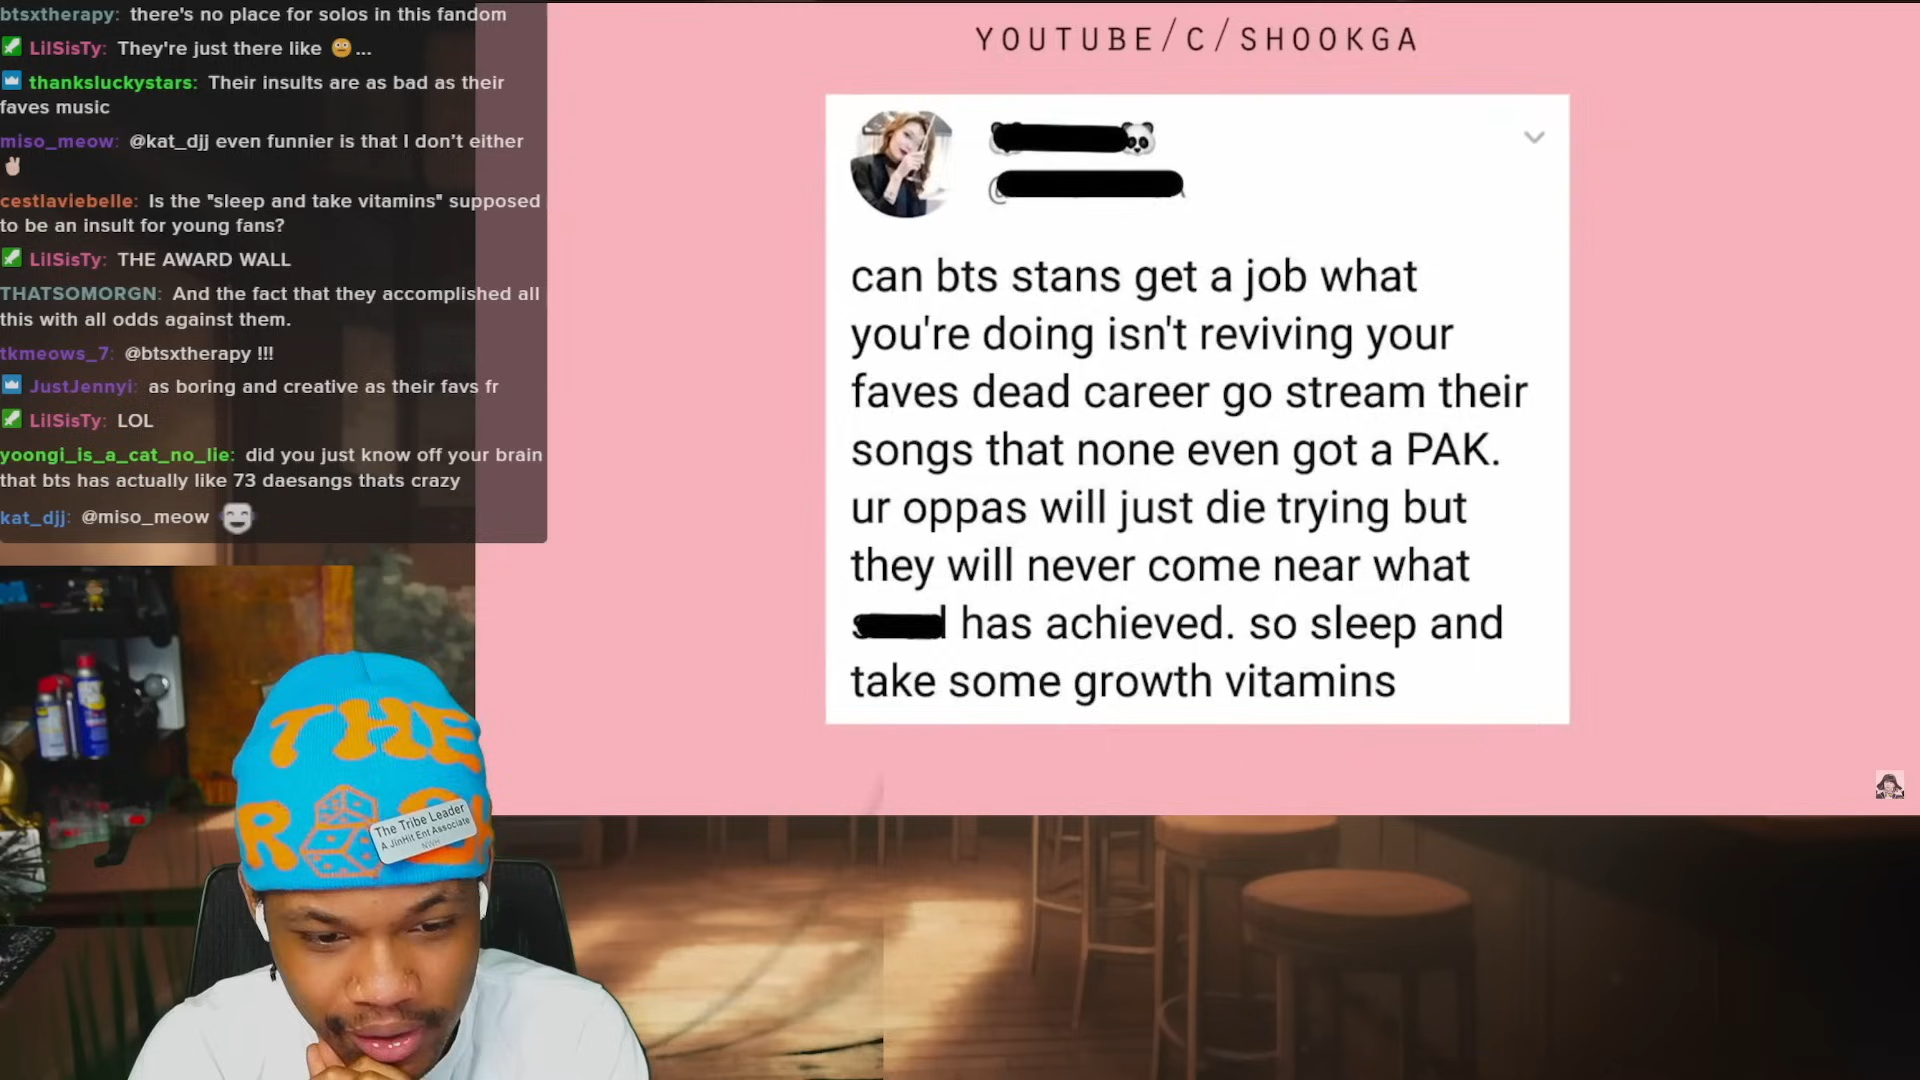 btsxtherapy: there's no place for solos in this fandom
LilSisTy: They're just there like 😐...
thanksluckystars: Their insults are as bad as their
faves music
miso_meow: @kat_djj even funnier is that I don't either
✌🏻
cestlaviebelle: Is the "sleep and take vitamins" supposed
to be an insult for young fans?
LilSisTy: THE AWARD WALL
THATSOMORGN: And the fact that they accomplished all
this with all odds against them.
tkmeows_7: @btsxtherapy !!!
JustJennyi: as boring and creative as their favs fr
LilSisTy: LOL
yoongi_is_a_cat_no_lie: did you just know off your brain
that bts has actually like 73 daesangs thats crazy
kat_djj: @miso_meow
YOUTUBE/C/SHOOKGA
@
can bts stans get a job what
you're doing isn't reviving your
faves dead career go stream their
songs that none even got a PAK.
ur oppas will just die trying but
they will never come near what
has achieved. so sleep and
take some growth vitamins
THE
The Tribe Leader
A JinHit Ent Associate
NWH